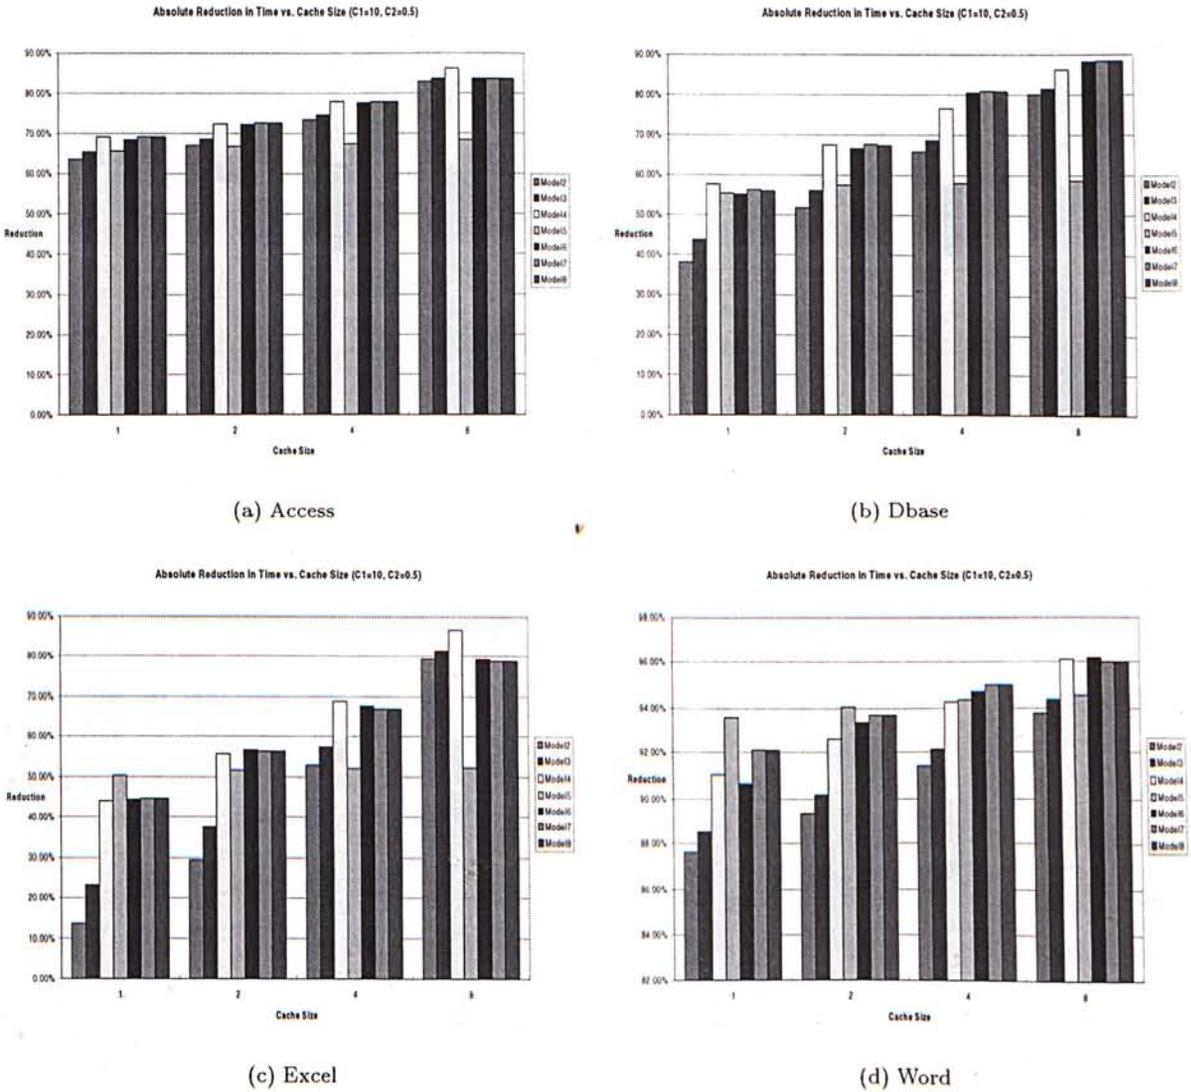 Absolute Reduction in Time vs. Cache Size (C1=10, C2=0.5)
90.00%
80.00%
70.00%
60.00%
50.00%
Reduction
40.00%
30.00%
20.00%
10.00%
0.00%
1 2 4
Cache Size
Model2
Model3
Model4
Model5
Model6
Model7
Model8
(a) Access
Absolute Reduction in Time vs. Cache Size (C1=10, C2=0.5)
90.00%
80.00%
70.00%
60.00%
50.00%
Reduction
40.00%
30.00%
20.00%
10.00%
0.00%
1 2 4 8
Cache Size
Model2
Model3
Model4
Model5
Model6
Model7
Model8
(b) Dbase
Absolute Reduction in Time vs. Cache Size (C1=10, C2=0.5)
90.00%
80.00%
70.00%
60.00%
50.00%
Reduction
40.00%
30.00%
20.00%
10.00%
0.00%
1 2 4
Cache Size
Model2
Model3
Model4
Model5
Model6
Model7
Model8
(c) Excel
Absolute Reduction in Time vs. Cache Size (C1=10, C2=0.5)
98.00%
96.00%
94.00%
92.00%
Reduction
90.00%
88.00%
86.00%
84.00%
82.00%
1 2 4 8
Cache Size
Model2
Model3
Model4
Model5
Model6
Model7
Model8
(d) Word